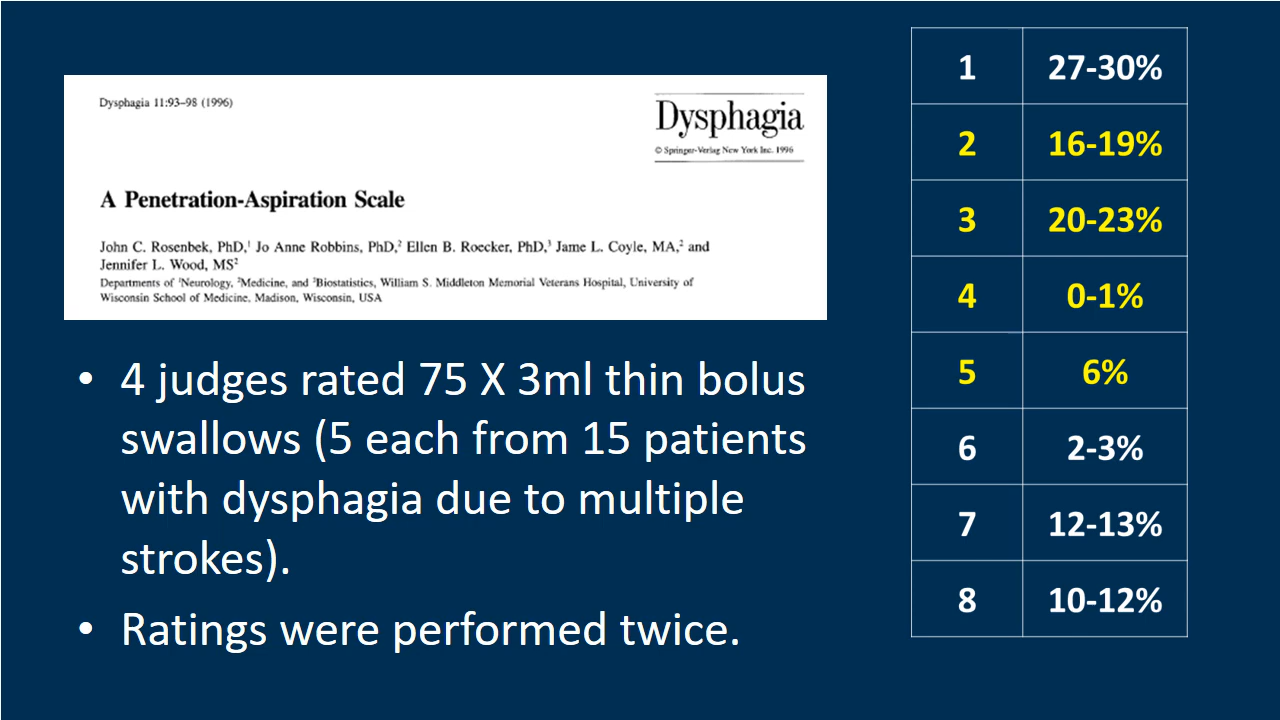 Dysphagia 11:93–98 (1996)
Dysphagia
© Springer-Verlag New York Inc. 1996
A Penetration-Aspiration Scale
John C. Rosenbek, PhD,¹ Jo Anne Robbins, PhD,² Ellen B. Roecker, PhD,³ Jame L. Coyle, MA,² and
Jennifer L. Wood, MS²
Departments of ¹Neurology, ²Medicine, and ³Biostatistics, William S. Middleton Memorial Veterans Hospital, University of
Wisconsin School of Medicine, Madison, Wisconsin, USA
• 4 judges rated 75 X 3ml thin bolus
swallows (5 each from 15 patients
with dysphagia due to multiple
strokes).
• Ratings were performed twice.
1 27-30%
2 16-19%
3 20-23%
4 0-1%
5 6%
6 2-3%
7 12-13%
8 10-12%